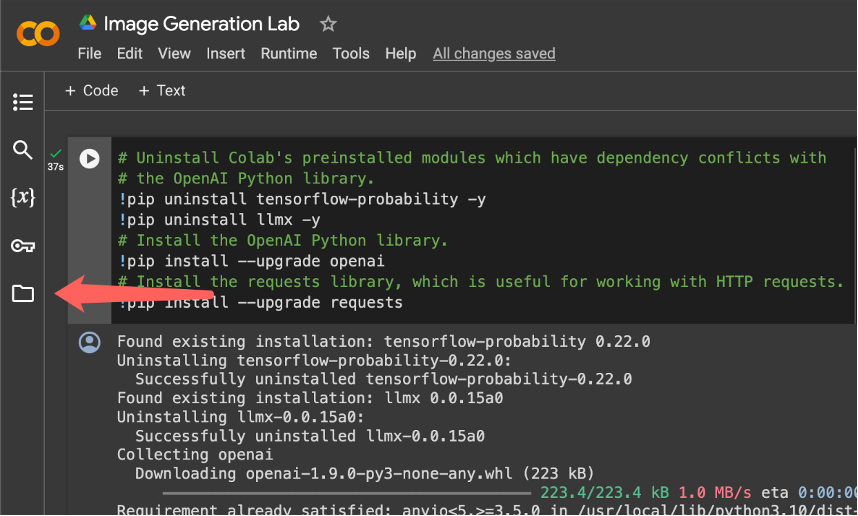 Image Generation Lab
File Edit View Insert Runtime Tools Help All changes saved
+ Code + Text
{x}
37s
# Uninstall Colab's preinstalled modules which have dependency conflicts with
# the OpenAI Python library.
!pip uninstall tensorflow-probability -y
!pip uninstall llmx -y
# Install the OpenAI Python library.
!pip install --upgrade openai
# Install the requests library, which is useful for working with HTTP requests.
!pip install --upgrade requests
Found existing installation: tensorflow-probability 0.22.0
Uninstalling tensorflow-probability-0.22.0:
Successfully uninstalled tensorflow-probability-0.22.0
Found existing installation: llmx 0.0.15a0
Uninstalling llmx-0.0.15a0:
Successfully uninstalled llmx-0.0.15a0
Collecting openai
Downloading openai-1.9.0-py3-none-any.whl (223 kB)
223.4/223.4 kB 1.0 MB/s eta 0:00:00
Requirement already satisfied: anyio<5,>=3.5.0 in /usr/local/lib/python3.10/dist-